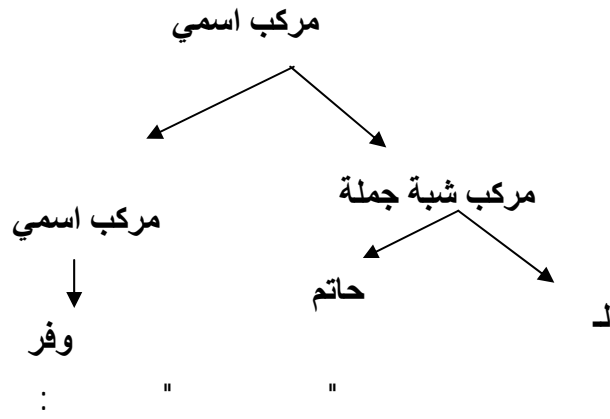 مركب اسمي
مركب شبة جملة
مركب اسمي
لـ
حاتم
وفر
" " :